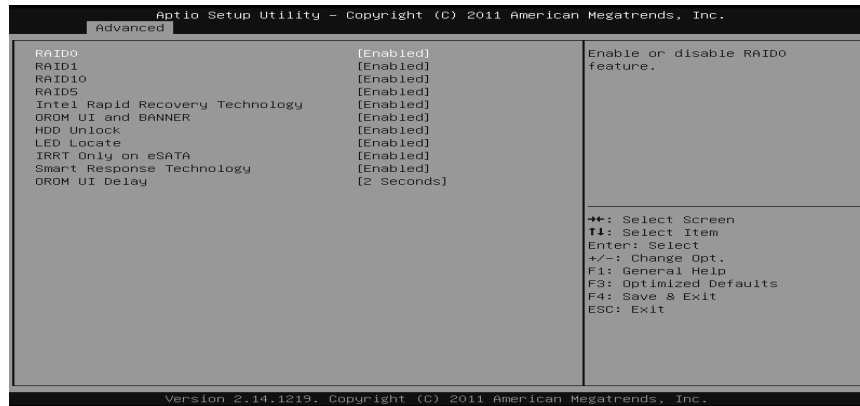 Aptio Setup Utility – Copyright (C) 2011 American Megatrends, Inc.
Advanced
RAID0 [Enabled]
RAID1 [Enabled]
RAID10 [Enabled]
RAID5 [Enabled]
Intel Rapid Recovery Technology [Enabled]
OROM UI and BANNER [Enabled]
HDD Unlock [Enabled]
LED Locate [Enabled]
IRRT Only on eSATA [Enabled]
Smart Response Technology [Enabled]
OROM UI Delay [2 Seconds]
Enable or disable RAID0
feature.
→←: Select Screen
↑↓: Select Item
Enter: Select
+/-: Change Opt.
F1: General Help
F3: Optimized Defaults
F4: Save & Exit
ESC: Exit
Version 2.14.1219. Copyright (C) 2011 American Megatrends, Inc.